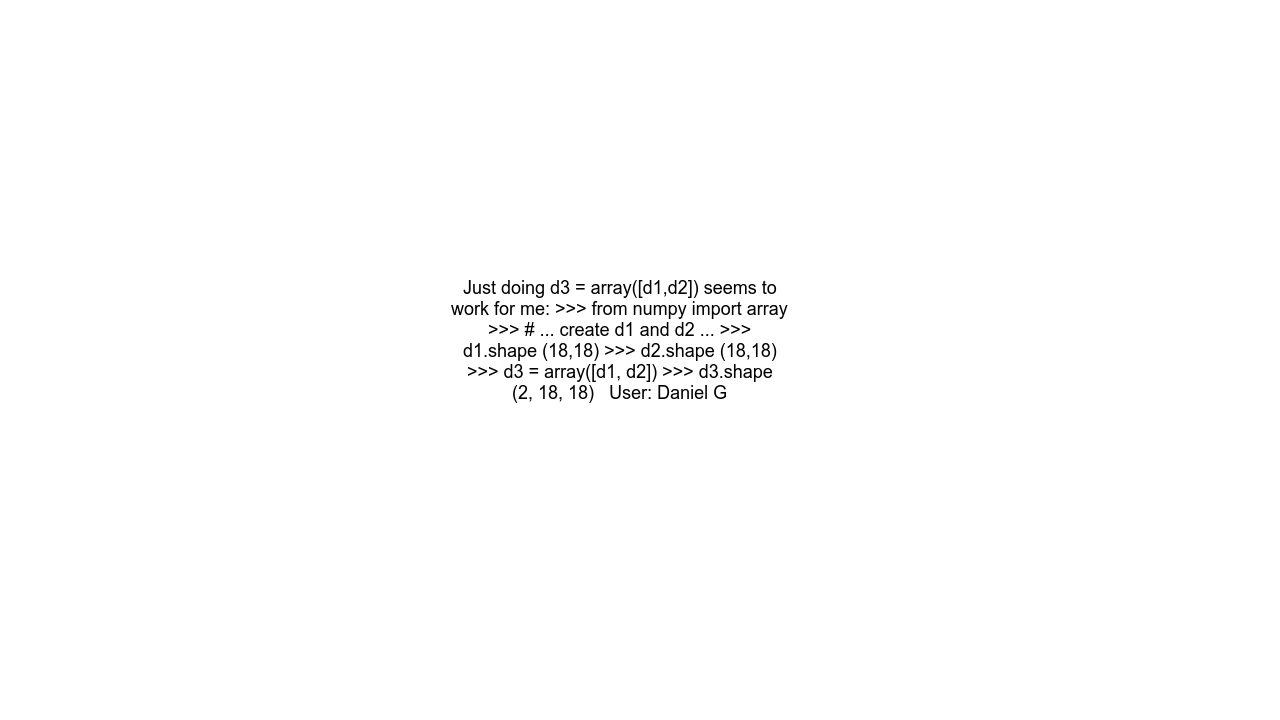 Just doing d3 = array([d1,d2]) seems to
work for me: >>> from numpy import array
>>> # ... create d1 and d2 ... >>>
d1.shape (18,18) >>> d2.shape (18,18)
>>> d3 = array([d1, d2]) >>> d3.shape
(2, 18, 18)   User: Daniel G